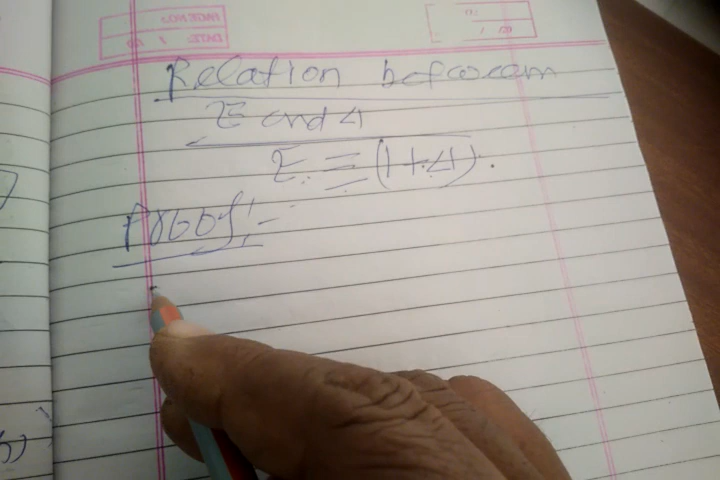 Relation between
E and Δ
E ≡ (1+Δ).
Proof:-